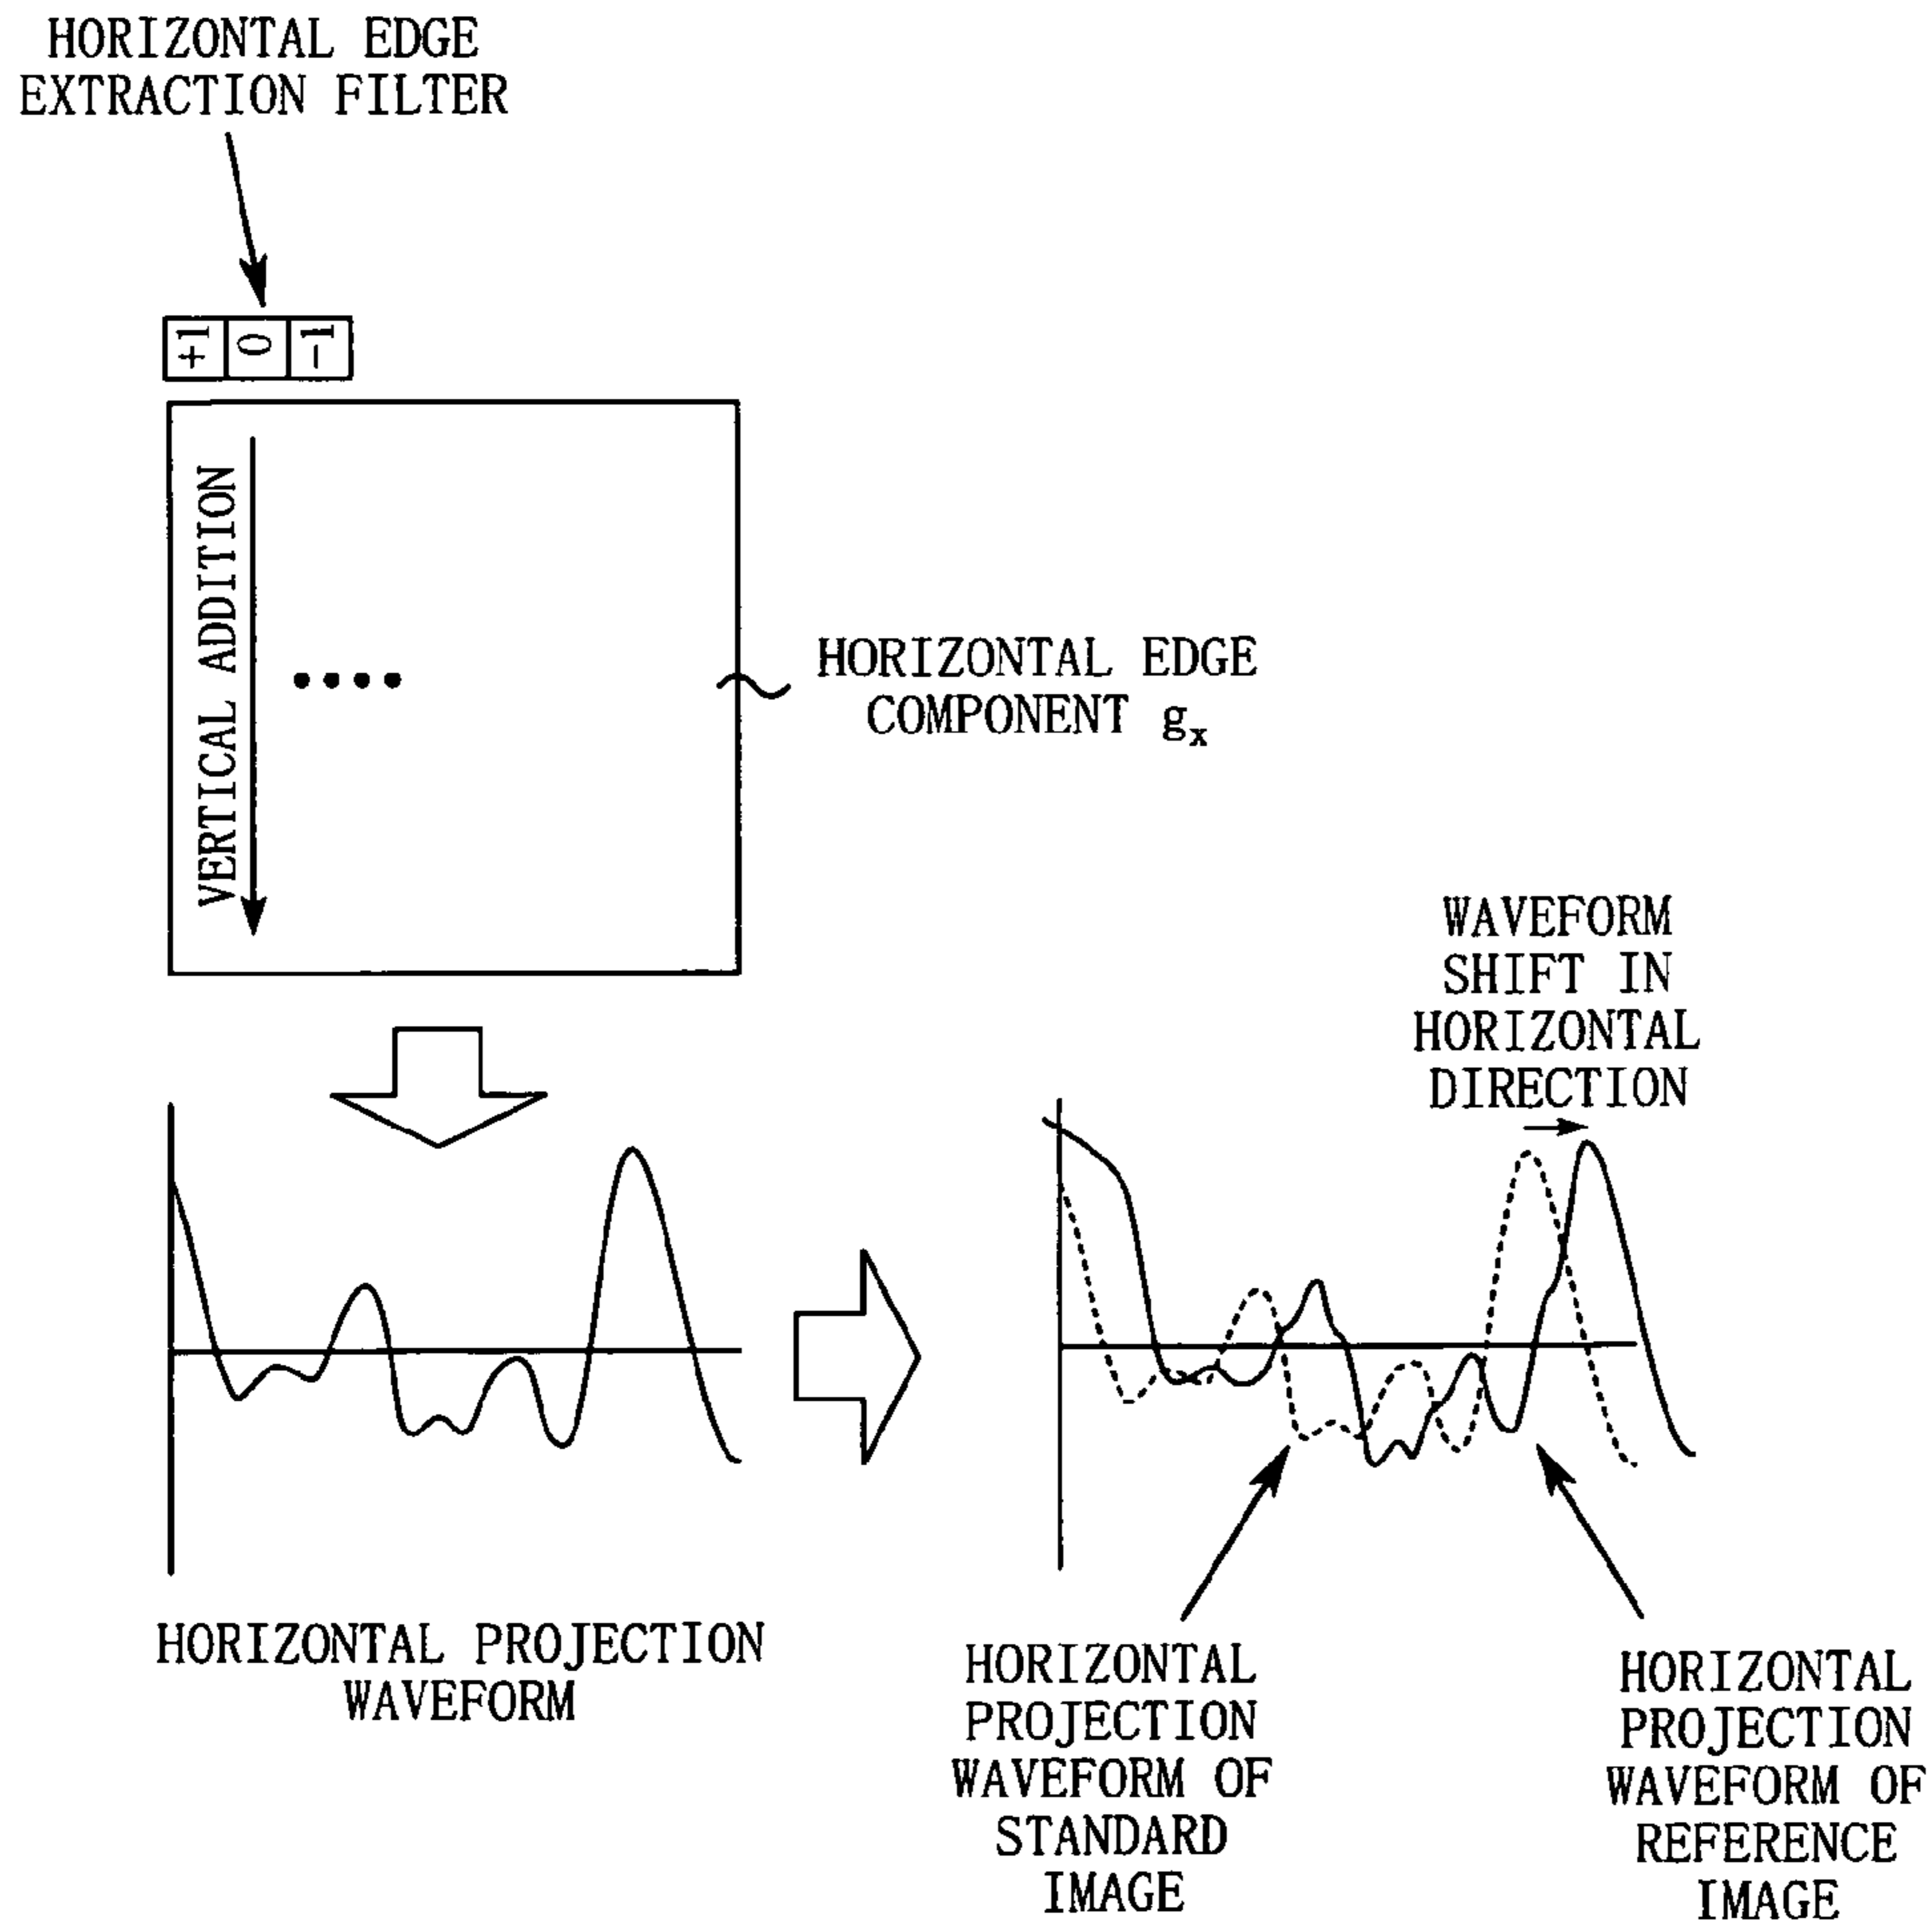 HORIZONTAL EDGE
EXTRACTION FILTER
+1 0 -1
VERTICAL ADDITION
HORIZONTAL EDGE
COMPONENT gx
WAVEFORM
SHIFT IN
HORIZONTAL
DIRECTION
HORIZONTAL PROJECTION
WAVEFORM
HORIZONTAL
PROJECTION
WAVEFORM OF
STANDARD
IMAGE
HORIZONTAL
PROJECTION
WAVEFORM OF
REFERENCE
IMAGE